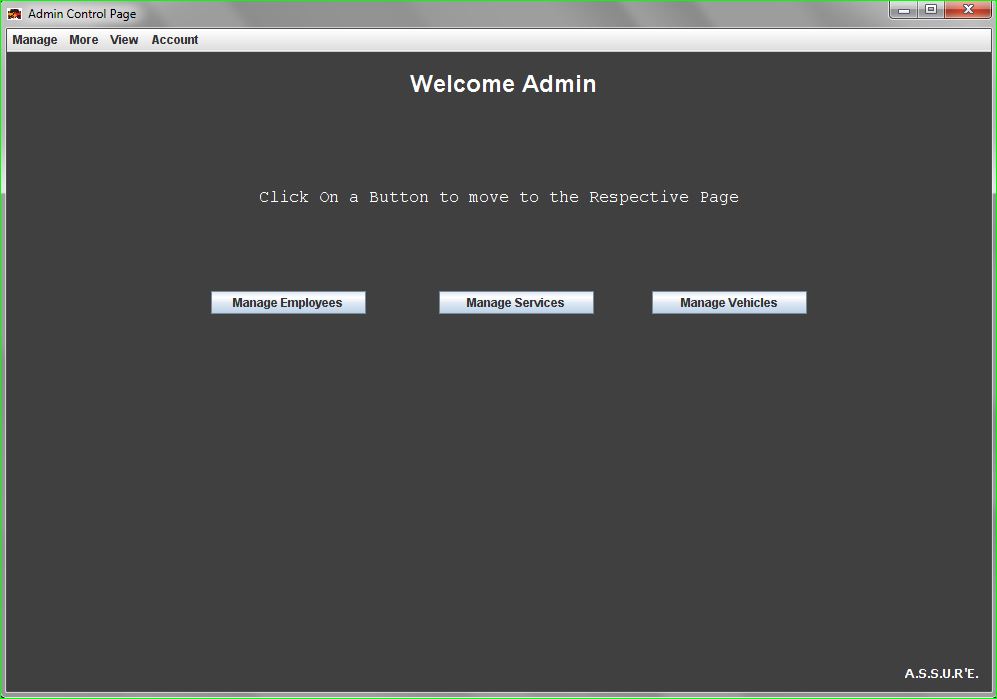 Admin Control Page
Manage More View Account
Welcome Admin
Click On a Button to move to the Respective Page
Manage Employees Manage Services Manage Vehicles
A.S.S.U.R'E.